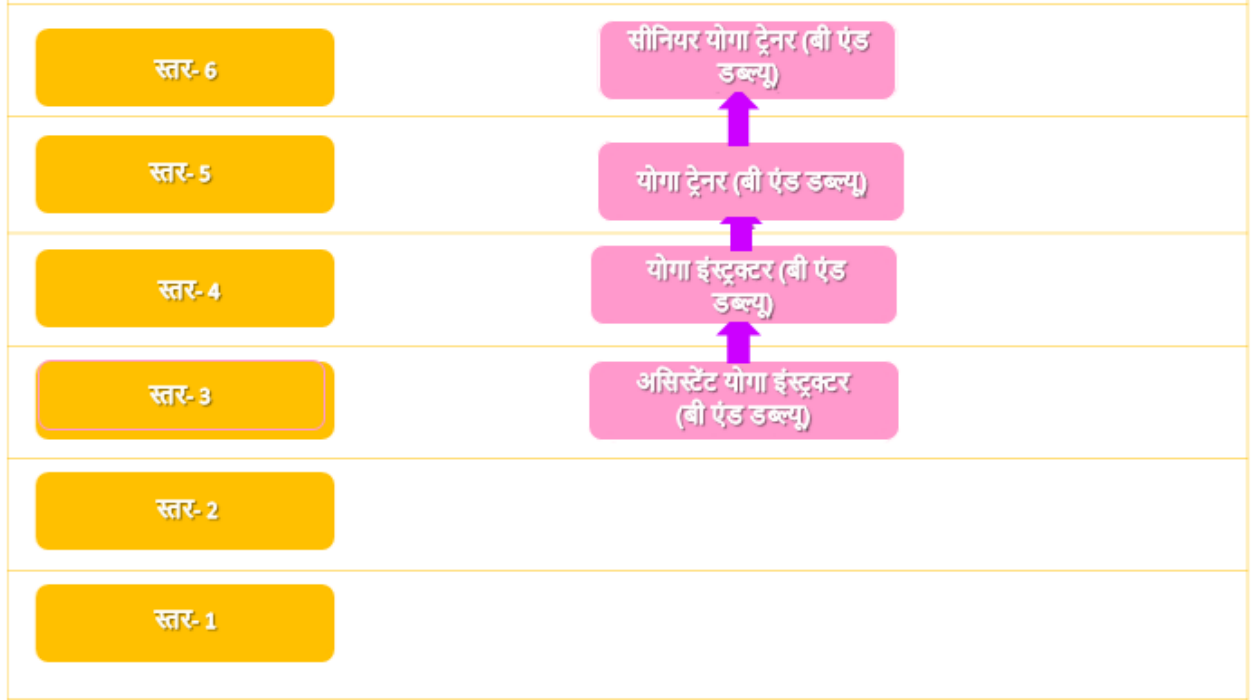 स्तर- 6
सीनियर योगा ट्रेनर (बी एंड
डब्ल्यू)
स्तर- 5
योगा ट्रेनर (बी एंड डब्ल्यू)
स्तर- 4
योगा इंस्ट्रक्टर (बी एंड
डब्ल्यू)
स्तर- 3
असिस्टेंट योगा इंस्ट्रक्टर
(बी एंड डब्ल्यू)
स्तर- 2
स्तर- 1